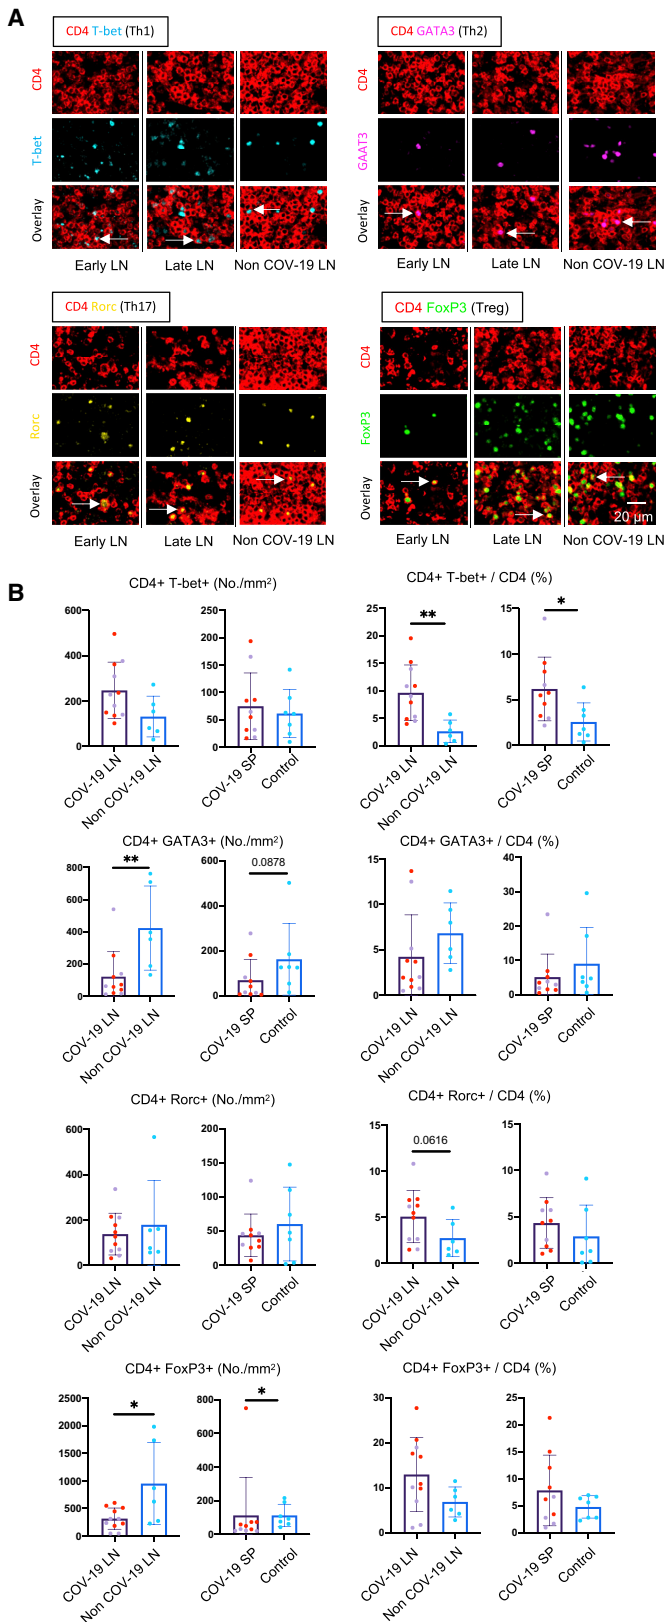 A
CD4 T-bet (Th1)
CD4 GATA3 (Th2)
CD4
T-bet
Overlay
Early LN
Late LN
Non COV-19 LN
CD4
GAAT3
Overlay
Early LN
Late LN
Non COV-19 LN
CD4 Rorc (Th17)
CD4 FoxP3 (Treg)
CD4
Rorc
Overlay
Early LN
Late LN
Non COV-19 LN
CD4
FoxP3
Overlay
20 µm
Early LN
Late LN
Non COV-19 LN
B
CD4+ T-bet+ (No./mm²)
600
400
200
0
COV-19 LN
Non COV-19 LN
250
200
150
100
50
0
COV-19 SP
Control
CD4+ T-bet+ / CD4 (%)
25
20
15
10
5
0
**
COV-19 LN
Non COV-19 LN
15
10
5
0
*
COV-19 SP
Control
CD4+ GATA3+ (No./mm²)
800
600
400
200
0
**
COV-19 LN
Non COV-19 LN
600
400
200
0
0.0878
COV-19 SP
Control
CD4+ GATA3+ / CD4 (%)
15
10
5
0
COV-19 LN
Non COV-19 LN
40
30
20
10
0
COV-19 SP
Control
CD4+ Rorc+ (No./mm²)
600
400
200
0
COV-19 LN
Non COV-19 LN
200
150
100
50
0
COV-19 SP
Control
CD4+ Rorc+ / CD4 (%)
15
10
5
0
0.0616
COV-19 LN
Non COV-19 LN
15
10
5
0
COV-19 SP
Control
CD4+ FoxP3+ (No./mm²)
2500
2000
1500
1000
500
0
*
COV-19 LN
Non COV-19 LN
800
600
400
200
0
*
COV-19 SP
Control
CD4+ FoxP3+ / CD4 (%)
30
20
10
0
COV-19 LN
Non COV-19 LN
25
20
15
10
5
0
COV-19 SP
Control